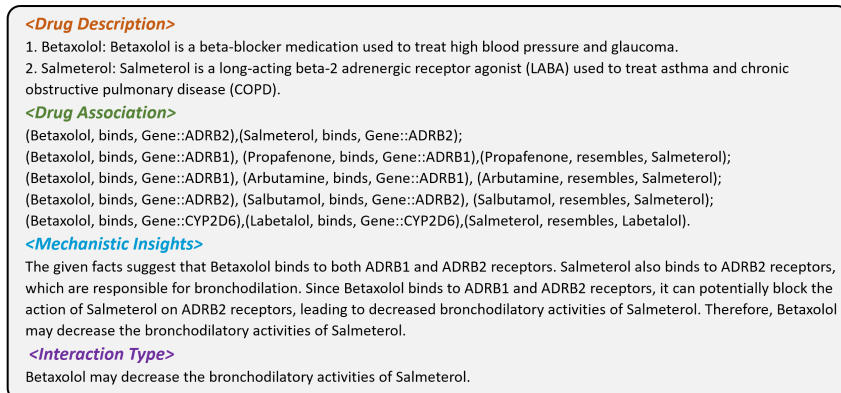 <Drug Description>
1. Betaxolol: Betaxolol is a beta-blocker medication used to treat high blood pressure and glaucoma.
2. Salmeterol: Salmeterol is a long-acting beta-2 adrenergic receptor agonist (LABA) used to treat asthma and chronic
obstructive pulmonary disease (COPD).
<Drug Association>
(Betaxolol, binds, Gene::ADRB2),(Salmeterol, binds, Gene::ADRB2);
(Betaxolol, binds, Gene::ADRB1), (Propafenone, binds, Gene::ADRB1),(Propafenone, resembles, Salmeterol);
(Betaxolol, binds, Gene::ADRB1), (Arbutamine, binds, Gene::ADRB1), (Arbutamine, resembles, Salmeterol);
(Betaxolol, binds, Gene::ADRB2), (Salbutamol, binds, Gene::ADRB2), (Salbutamol, resembles, Salmeterol);
(Betaxolol, binds, Gene::CYP2D6),(Labetalol, binds, Gene::CYP2D6),(Salmeterol, resembles, Labetalol).
<Mechanistic Insights>
The given facts suggest that Betaxolol binds to both ADRB1 and ADRB2 receptors. Salmeterol also binds to ADRB2 receptors,
which are responsible for bronchodilation. Since Betaxolol binds to ADRB1 and ADRB2 receptors, it can potentially block the
action of Salmeterol on ADRB2 receptors, leading to decreased bronchodilatory activities of Salmeterol. Therefore, Betaxolol
may decrease the bronchodilatory activities of Salmeterol.
<Interaction Type>
Betaxolol may decrease the bronchodilatory activities of Salmeterol.